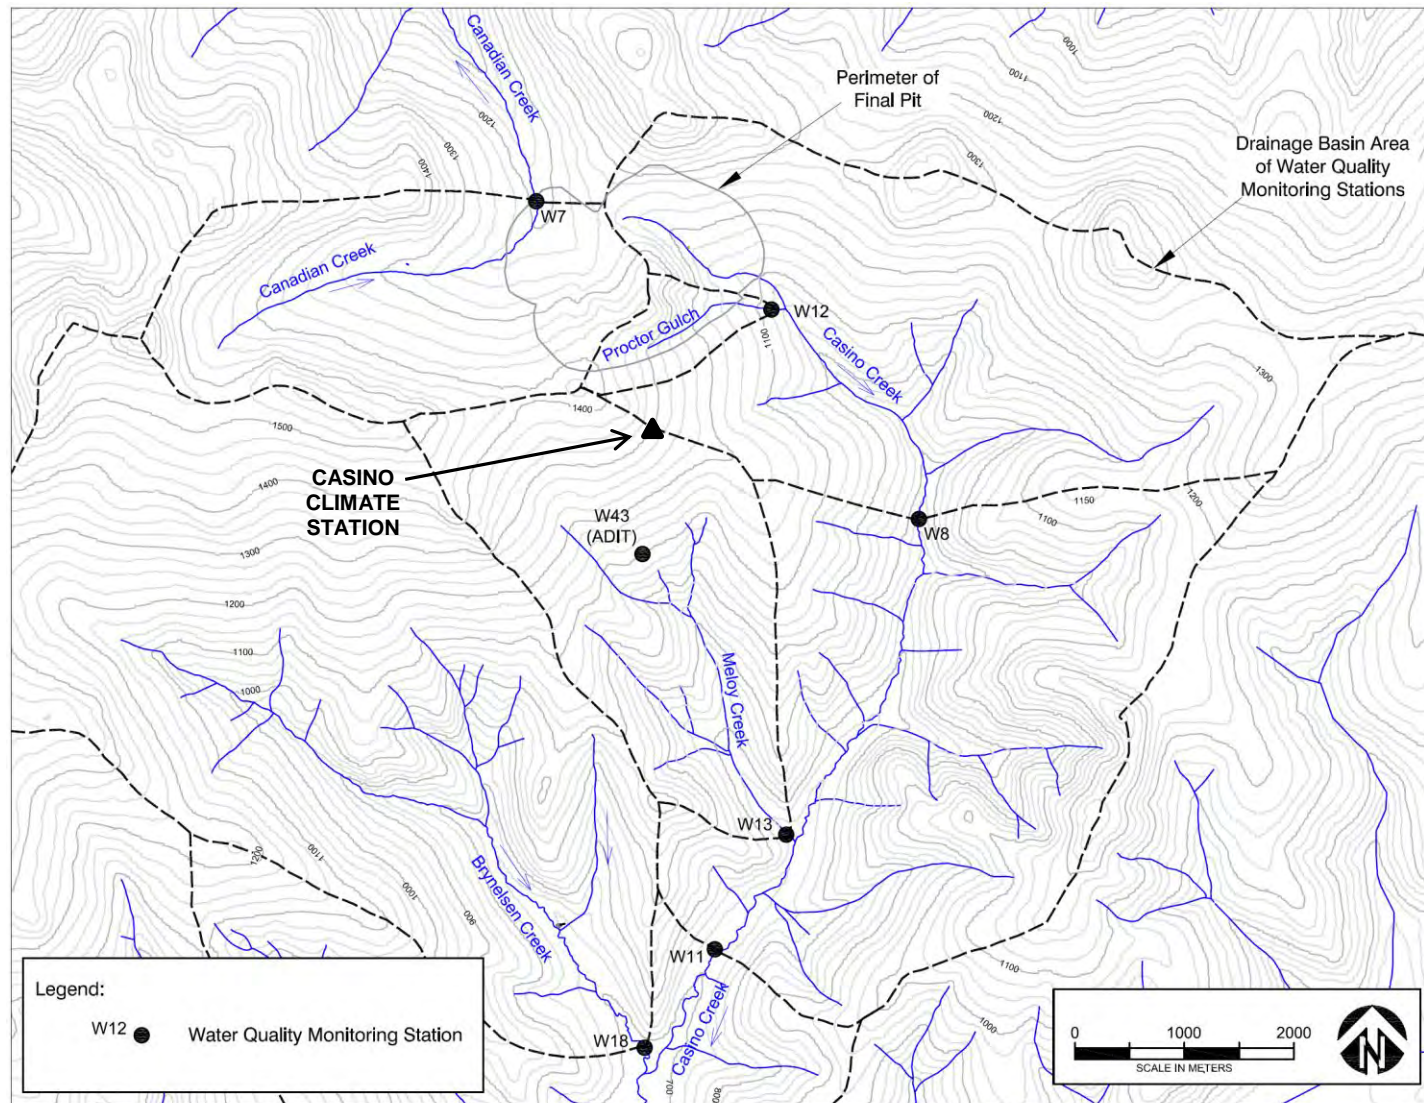 Canadian Creek
1000
1100
1200
Perimeter of
Final Pit
1200
1300
1400
1300
Drainage Basin Area
of Water Quality
Monitoring Stations
W7
Canadian Creek
W12
Proctor Gulch
1100
Casino Creek
1300
1400
1500
CASINO
CLIMATE
STATION
1400
W43
(ADIT)
1150
1200
1100
W8
1300
1200
1100
1000
Meloy Creek
W13
1200
1100
1000
900
Brynelsen Creek
W11
1100
Legend:
W12
Water Quality Monitoring Station
W18
Casino Creek
700
800
1000
0 1000 2000
SCALE IN METERS
N